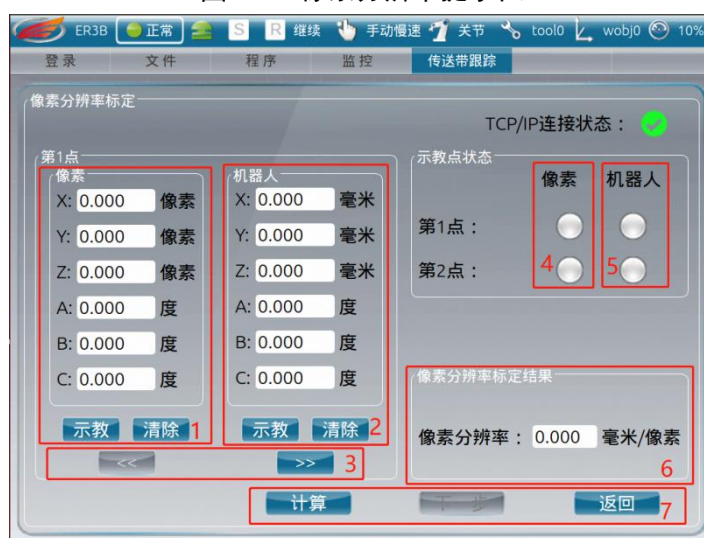 ER3B 正常 S R 继续 手动慢速 关节 tool0 wobj0 10%
登录 文件 程序 监控 传送带跟踪
像素分辨率标定
TCP/IP连接状态：
第1点
像素
X: 0.000 像素
Y: 0.000 像素
Z: 0.000 像素
A: 0.000 度
B: 0.000 度
C: 0.000 度
示教 清除 1
机器人
X: 0.000 毫米
Y: 0.000 毫米
Z: 0.000 毫米
A: 0.000 度
B: 0.000 度
C: 0.000 度
示教 清除 2
<< >> 3
示教点状态
像素 机器人
第1点：
第2点：
4 5
像素分辨率标定结果
像素分辨率： 0.000 毫米/像素
6
计算 下一步 返回 7